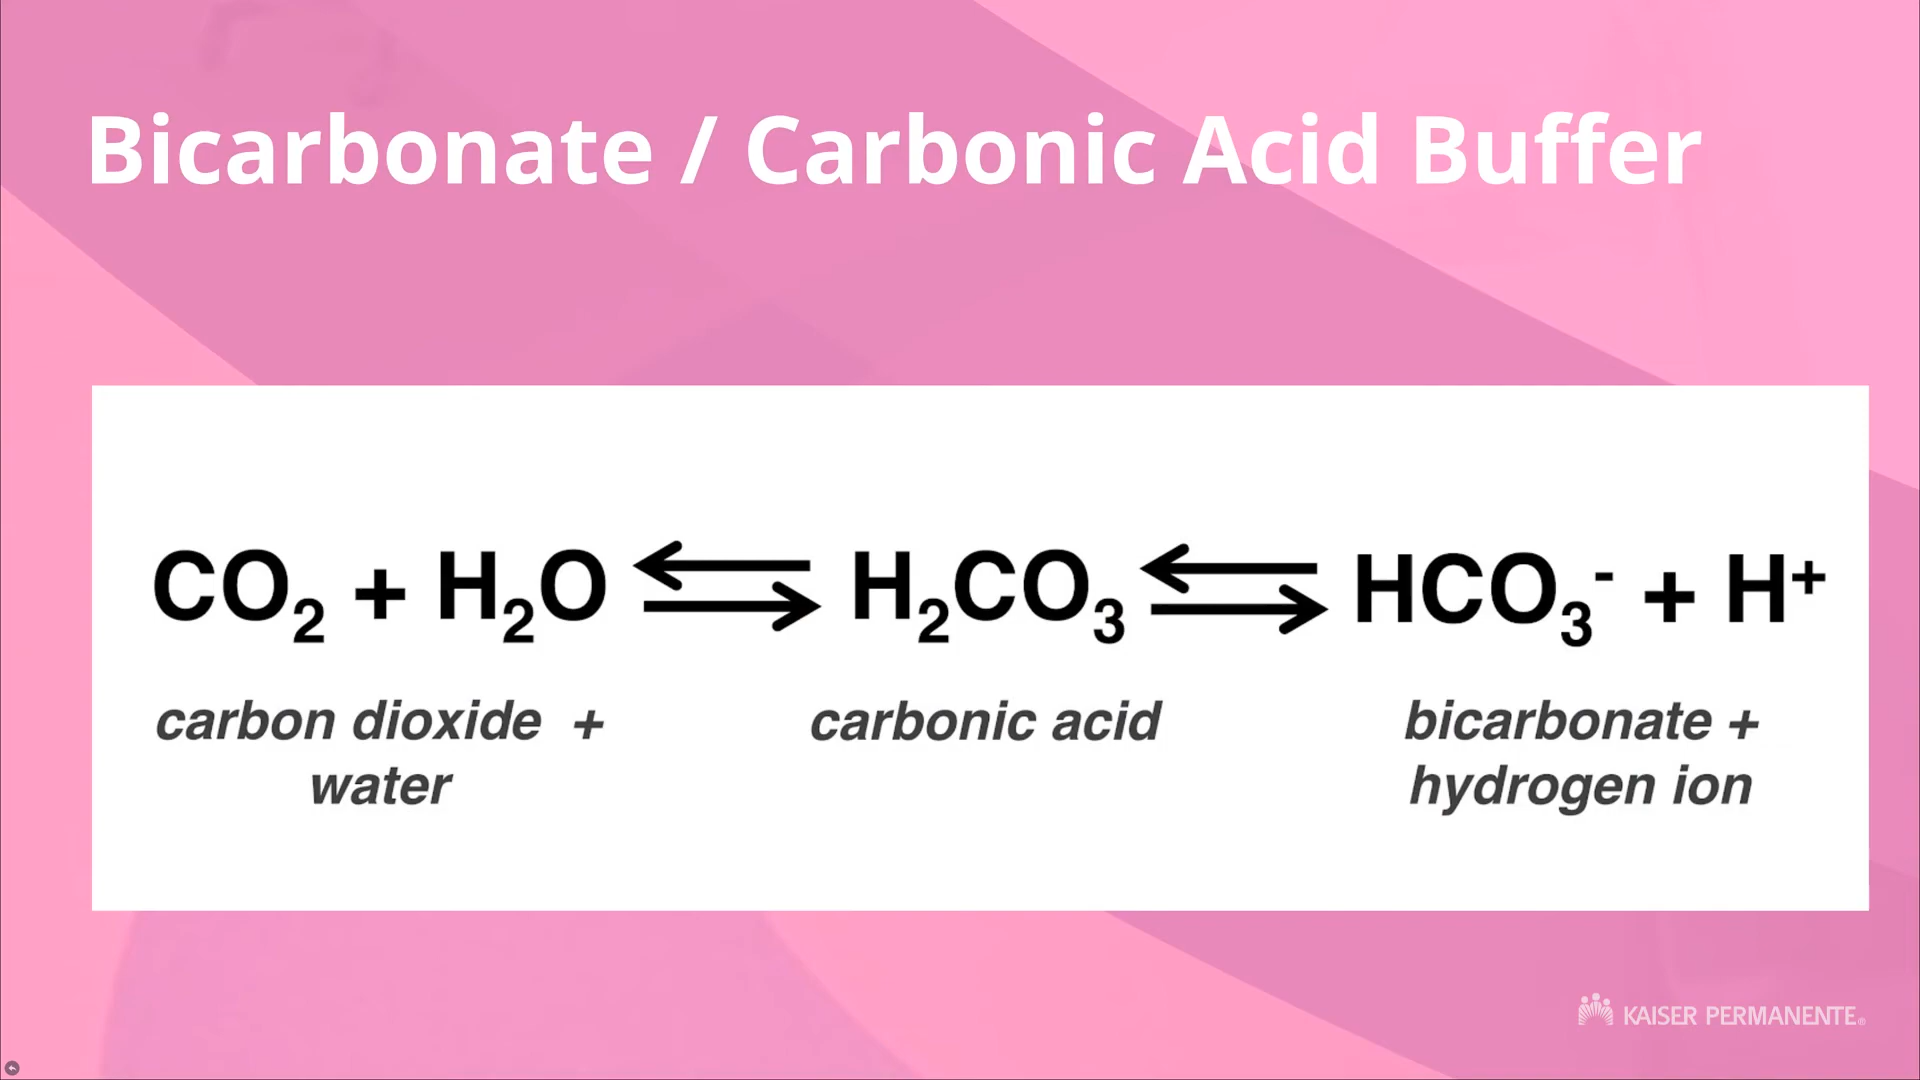 Bicarbonate / Carbonic Acid Buffer
CO₂ + H₂O ⇄ H₂CO₃ ⇄ HCO₃⁻ + H⁺
carbon dioxide + carbonic acid bicarbonate +
water hydrogen ion
KAISER PERMANENTE®